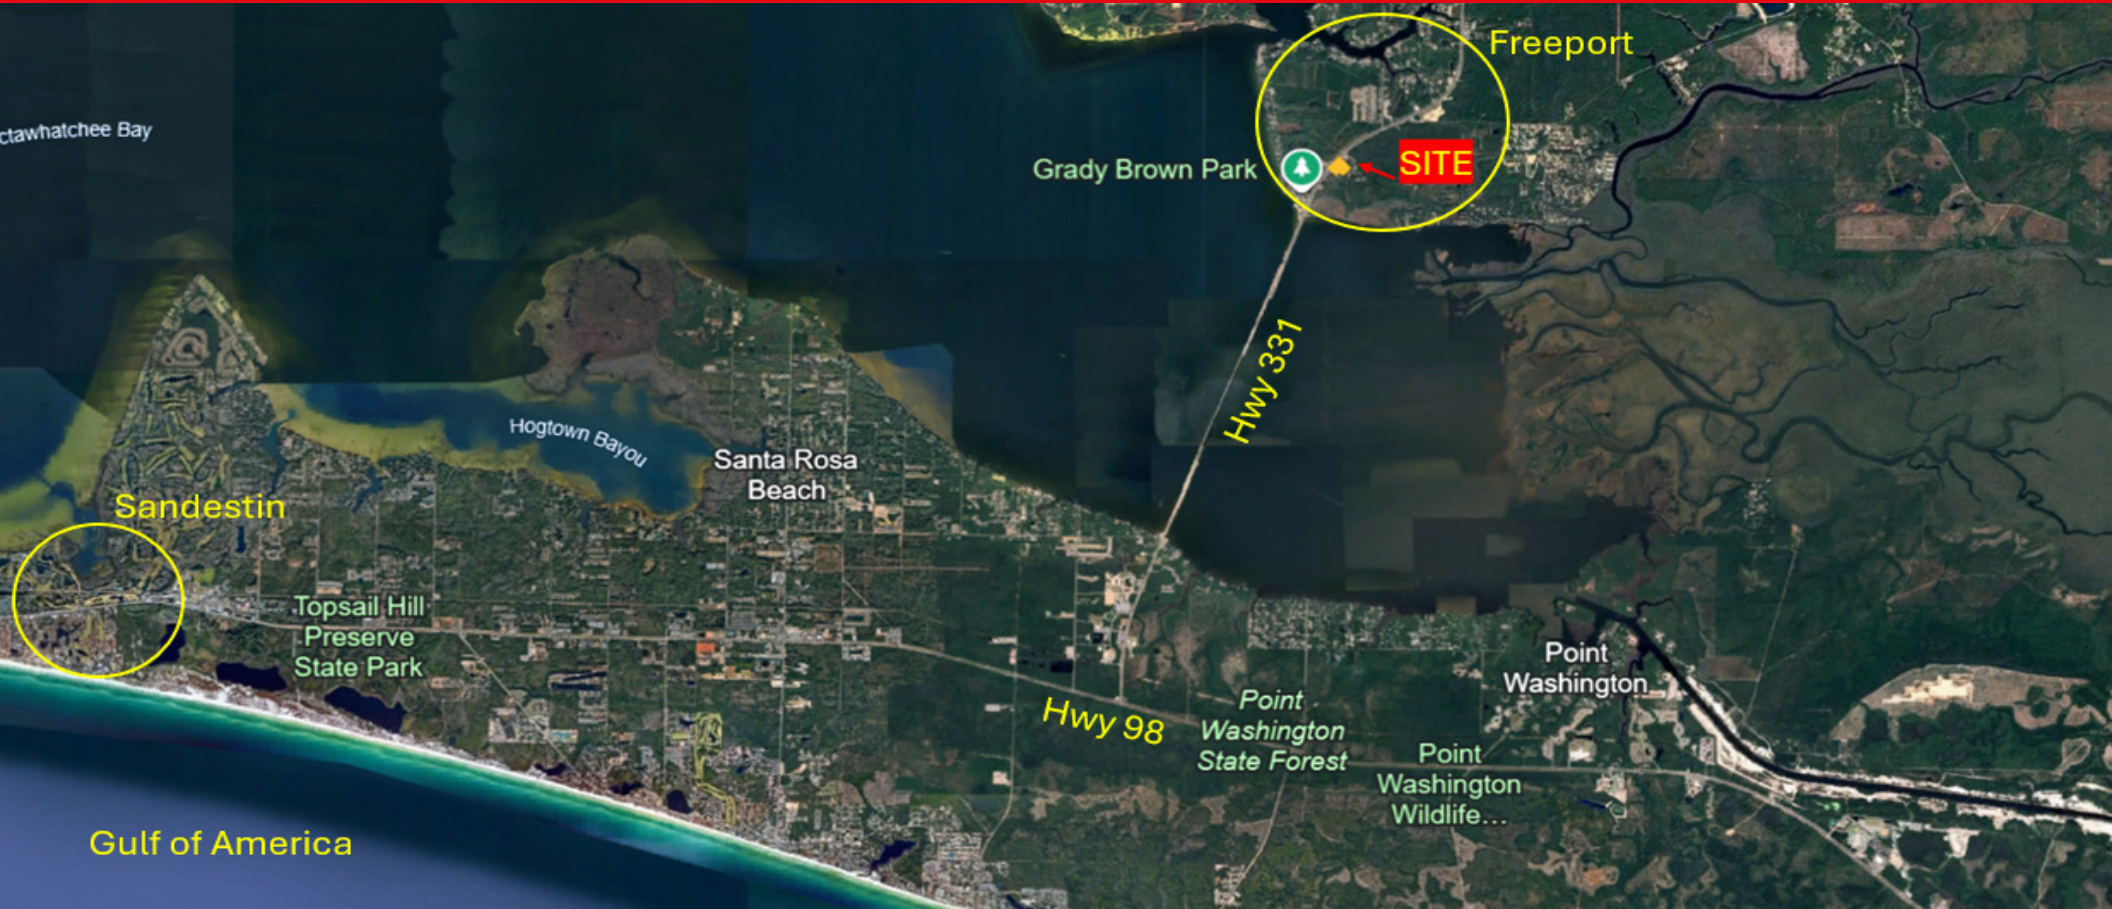 Freeport
ctawhatchee Bay
Grady Brown Park
SITE
Hwy 331
Hogtown Bayou
Santa Rosa
Beach
Sandestin
Topsail Hill
Preserve
State Park
Point
Washington
Hwy 98
Point
Washington
State Forest
Point
Washington
Wildlife...
Gulf of America